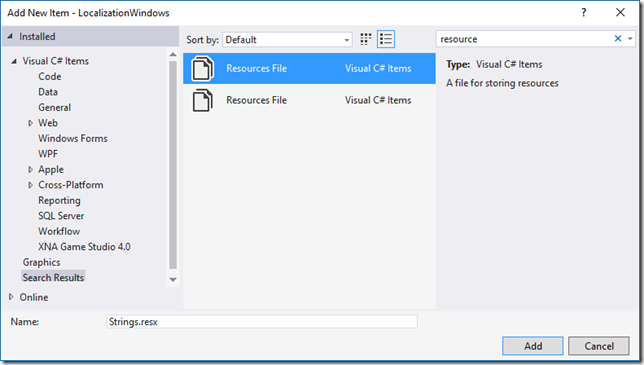 Add New Item - LocalizationWindows
?
Installed
Sort by: Default
resource
Visual C# Items
Code
Data
General
Web
Windows Forms
WPF
Apple
Cross-Platform
Reporting
SQL Server
Workflow
XNA Game Studio 4.0
Graphics
Search Results
Online
Resources File Visual C# Items
Resources File Visual C# Items
Type: Visual C# Items
A file for storing resources
Name: Strings.resx
Add Cancel